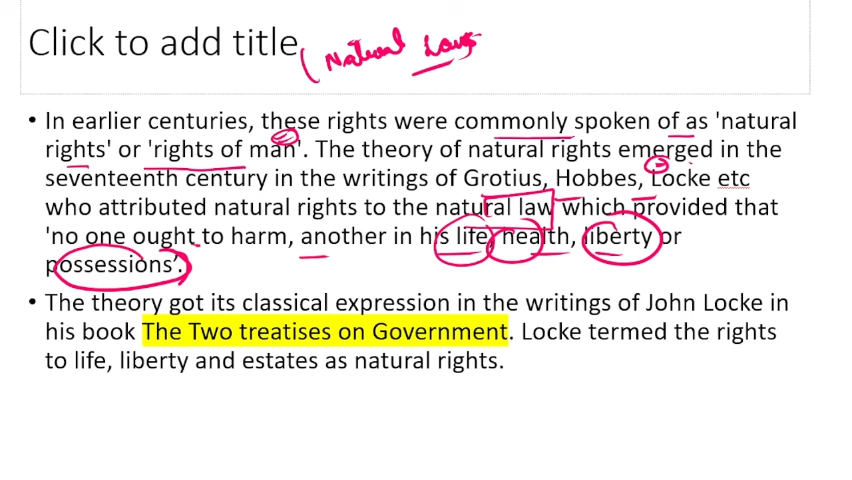 Click to add title (Natural Laws
• In earlier centuries, these rights were commonly spoken of as 'natural
rights' or 'rights of man'. The theory of natural rights emerged in the
seventeenth century in the writings of Grotius, Hobbes, Locke etc
who attributed natural rights to the natural law which provided that
'no one ought to harm, another in his life, health, liberty or
possessions'.
• The theory got its classical expression in the writings of John Locke in
his book The Two treatises on Government. Locke termed the rights
to life, liberty and estates as natural rights.